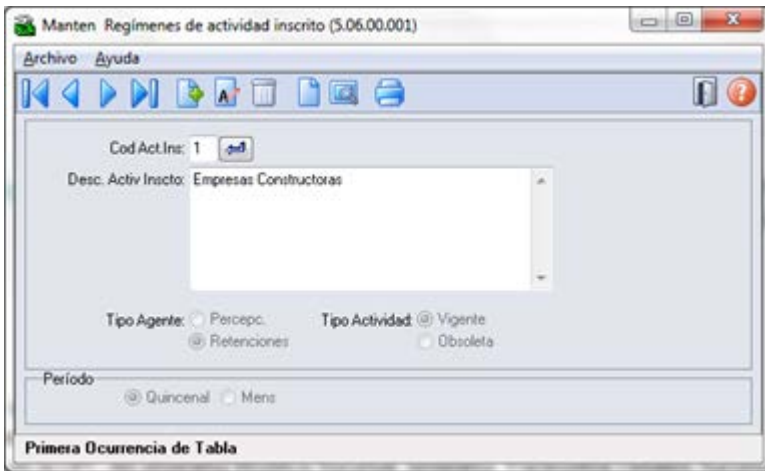 Manten Regímenes de actividad inscrito (5.06.00.001)
Archivo Ayuda
Cod Act.Ins: 1
Desc. Activ Inscto: Empresas Constructoras
Tipo Agente: Percepc. Tipo Actividad: Vigente
Retenciones Obsoleta
Período
Quincenal Mens
Primera Ocurrencia de Tabla